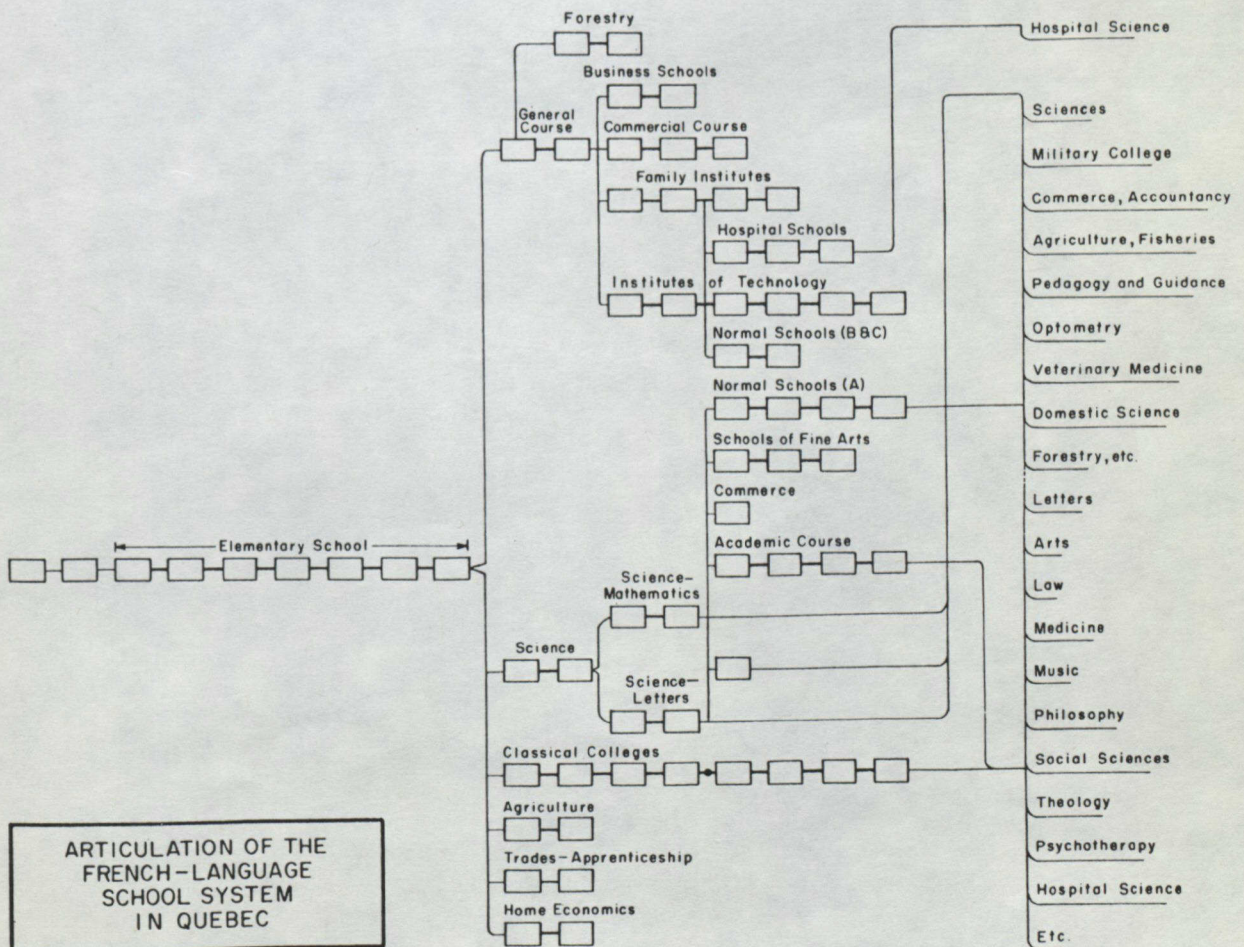 Forestry
Business Schools
General
Course
Commercial Course
Family Institutes
Hospital Schools
Institutes of Technology
Normal Schools (B&C)
Normal Schools (A)
Schools of Fine Arts
Commerce
Academic Course
Elementary School
Science-
Mathematics
Science
Science-
Letters
Classical Colleges
Agriculture
Trades-Apprenticeship
Home Economics
Hospital Science
Sciences
Military College
Commerce, Accountancy
Agriculture, Fisheries
Pedagogy and Guidance
Optometry
Veterinary Medicine
Domestic Science
Forestry, etc.
Letters
Arts
Law
Medicine
Music
Philosophy
Social Sciences
Theology
Psychotherapy
Hospital Science
Etc.
ARTICULATION OF THE
FRENCH-LANGUAGE
SCHOOL SYSTEM
IN QUEBEC